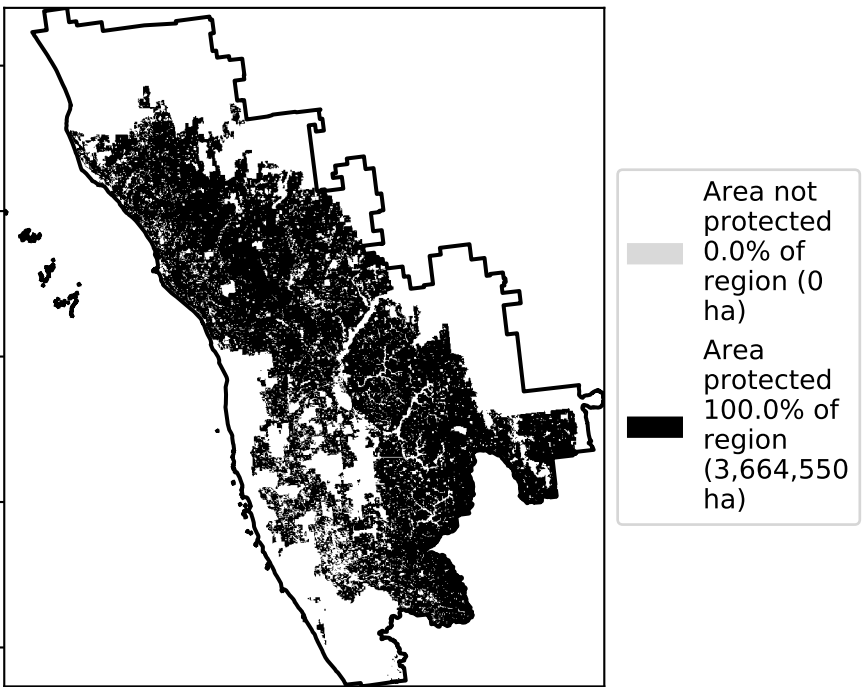 Area not
protected
0.0% of
region (0
ha)
Area
protected
100.0% of
region
(3,664,550
ha)